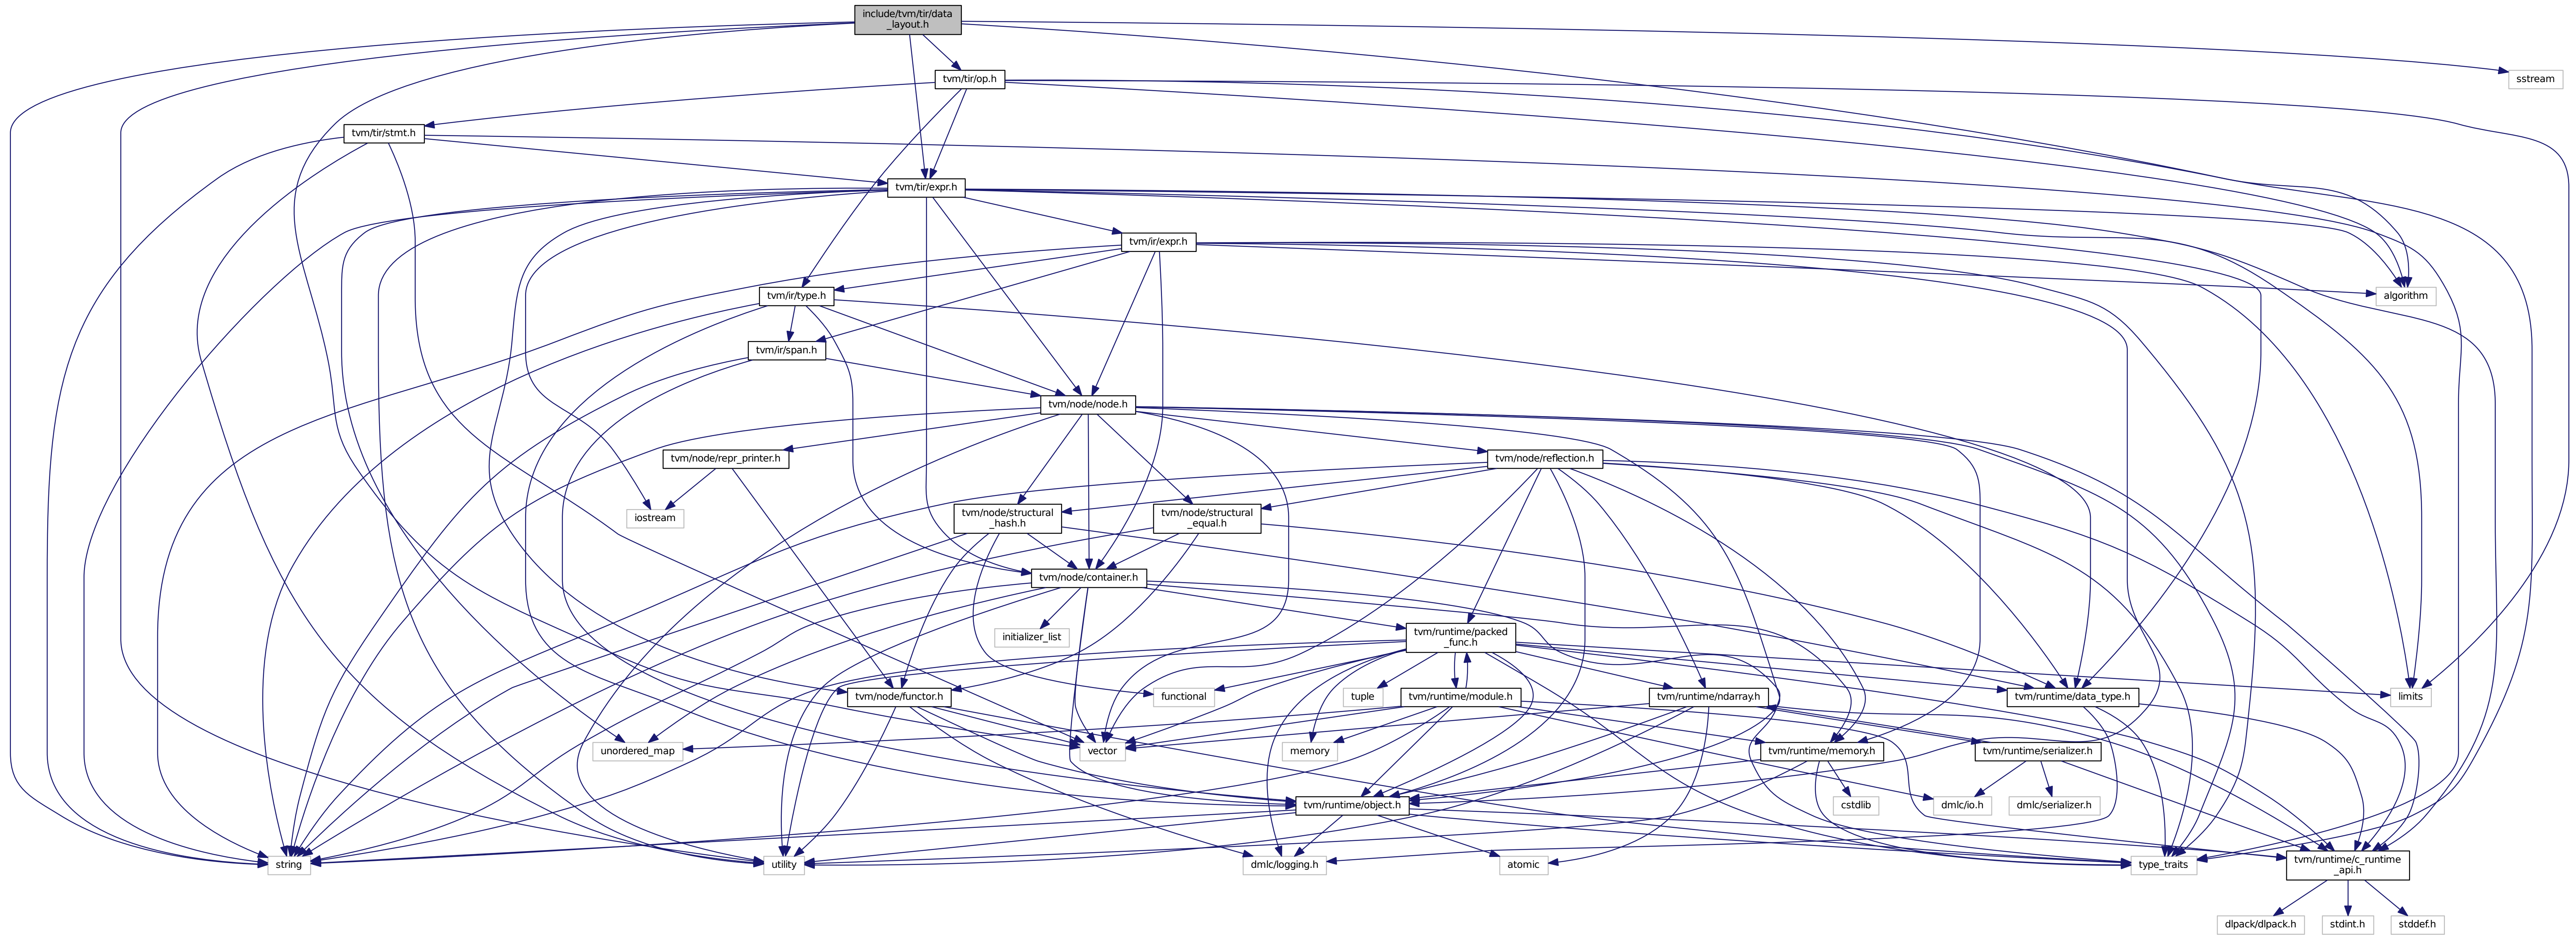 include/tvm/tir/data
_layout.h
tvm/tir/op.h
sstream
tvm/tir/stmt.h
tvm/tir/expr.h
tvm/ir/expr.h
tvm/ir/type.h
algorithm
tvm/ir/span.h
tvm/node/node.h
tvm/node/repr_printer.h
tvm/node/reflection.h
iostream
tvm/node/structural
_hash.h
tvm/node/structural
_equal.h
tvm/node/container.h
initializer_list
tvm/runtime/packed
_func.h
tvm/node/functor.h
functional
tuple
tvm/runtime/module.h
tvm/runtime/ndarray.h
tvm/runtime/data_type.h
limits
unordered_map
vector
memory
tvm/runtime/memory.h
tvm/runtime/serializer.h
tvm/runtime/object.h
cstdlib
dmlc/io.h
dmlc/serializer.h
string
utility
dmlc/logging.h
atomic
type_traits
tvm/runtime/c_runtime
_api.h
dlpack/dlpack.h
stdint.h
stddef.h